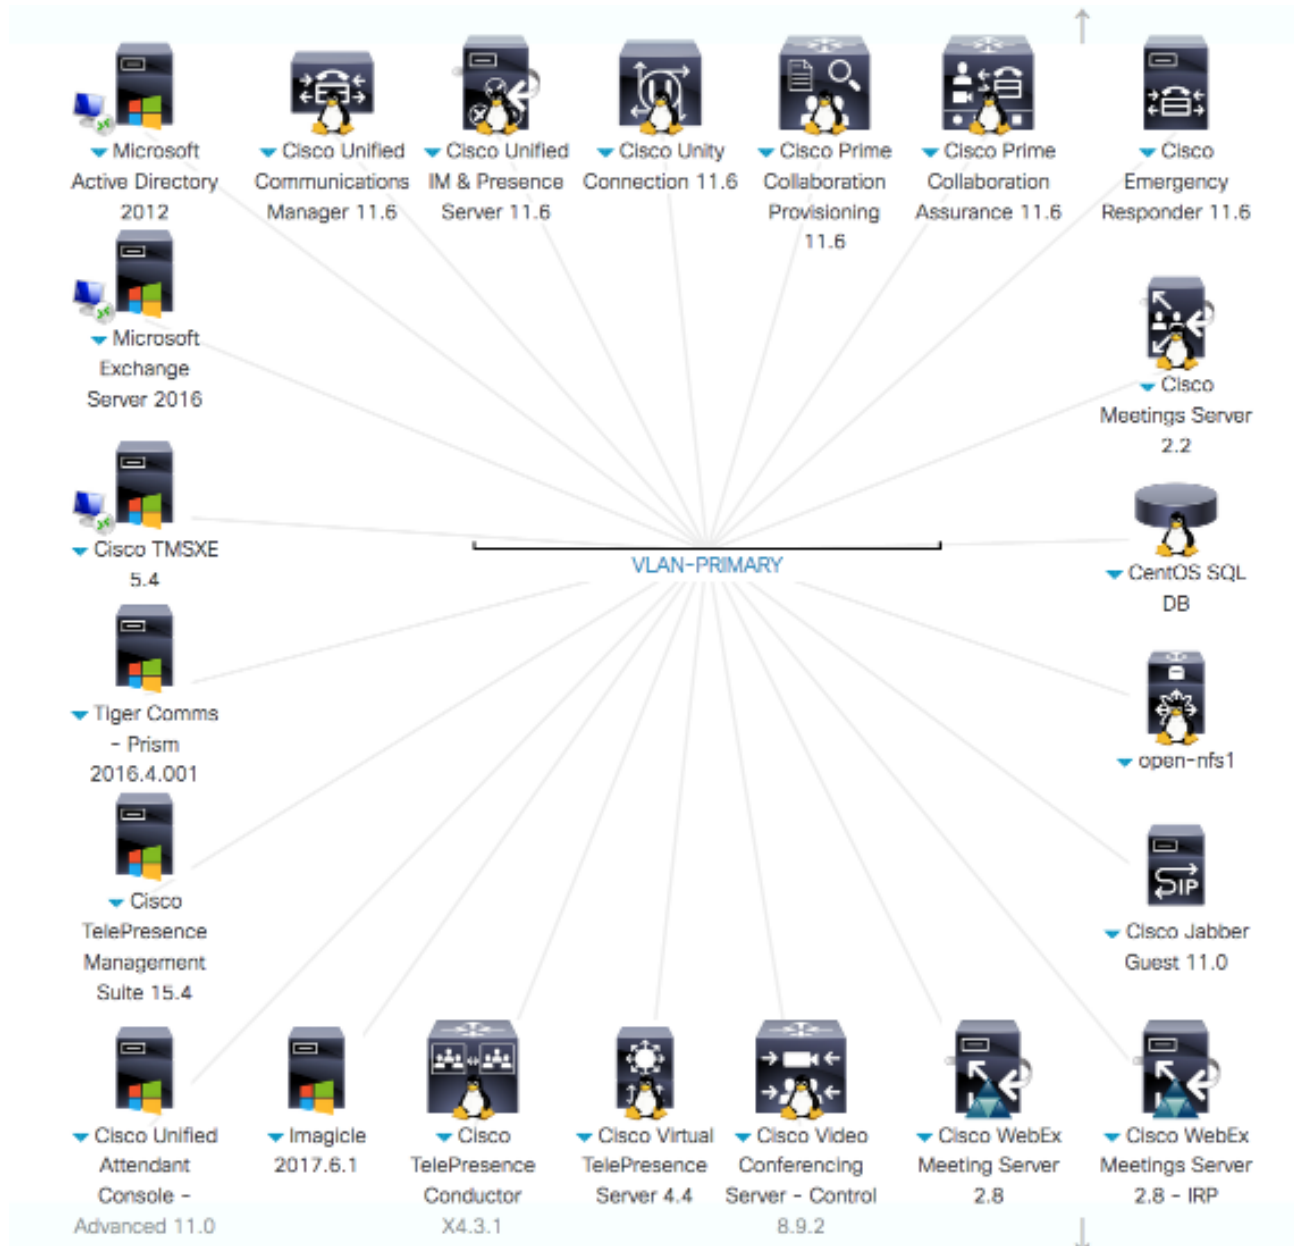 Microsoft
Active Directory
2012
Cisco Unified
Communications
Manager 11.6
Cisco Unified
IM & Presence
Server 11.6
Cisco Unity
Connection 11.6
Cisco Prime
Collaboration
Provisioning
11.6
Cisco Prime
Collaboration
Assurance 11.6
Cisco
Emergency
Responder 11.6
Microsoft
Exchange
Server 2016
Cisco
Meetings Server
2.2
Cisco TMSXE
5.4
VLAN-PRIMARY
CentOS SQL
DB
Tiger Comms
- Prism
2016.4.001
open-nfs1
Cisco
TelePresence
Management
Suite 15.4
SIP
Cisco Jabber
Guest 11.0
Cisco Unified
Attendant
Console -
Advanced 11.0
Imagicle
2017.6.1
Cisco
TelePresence
Conductor
X4.3.1
Cisco Virtual
TelePresence
Server 4.4
Cisco Video
Conferencing
Server - Control
8.9.2
Cisco WebEx
Meeting Server
2.8
Cisco WebEx
Meetings Server
2.8 - IRP